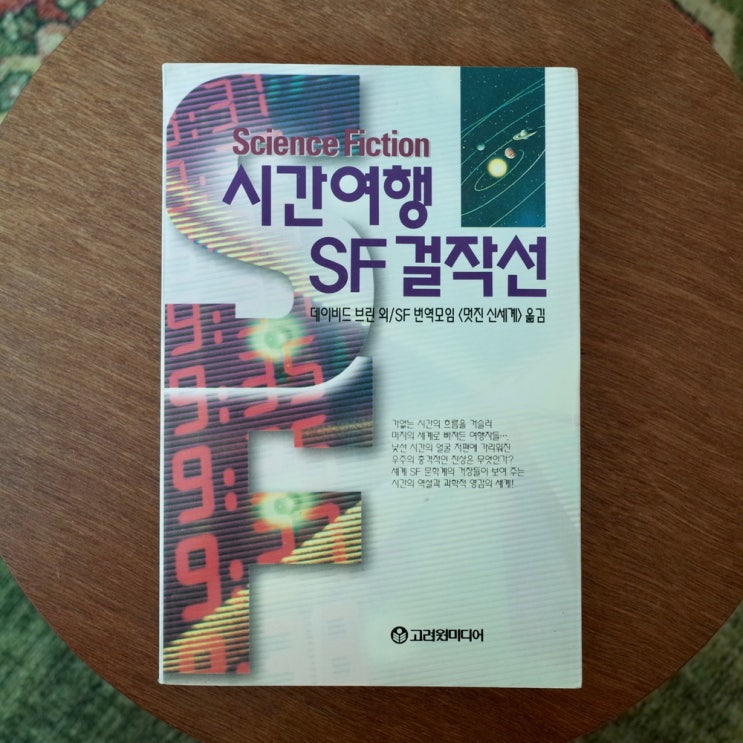 Science Fiction
시간여행
SF 걸작선
데이비드 브린 외/SF 번역모임 〈멋진 신세계〉 옮김
가없는 시간의 흐름을 거슬러
미지의 세계로 빠져든 여행자들…
낯선 시간의 얼굴 저편에 가리워진
우주의 충격적인 진상은 무엇인가?
세계 SF 문학계의 거장들이 보여 주는
시간의 역설과 과학적 영감의 세계!
고려원미디어